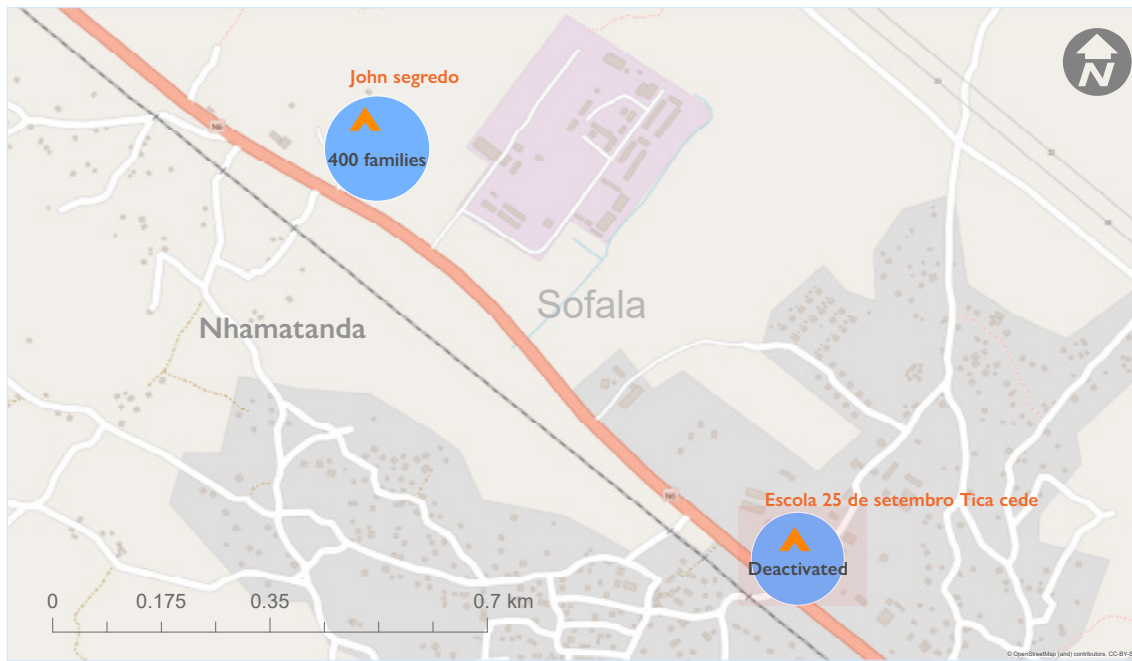 John segredo
N
400 families
N6
Sofala
Nhamatanda
N6
Escola 25 de setembro Tica cede
Deactivated
0 0.175 0.35 0.7 km
© OpenStreetMap (and) contributors, CC-BY-S